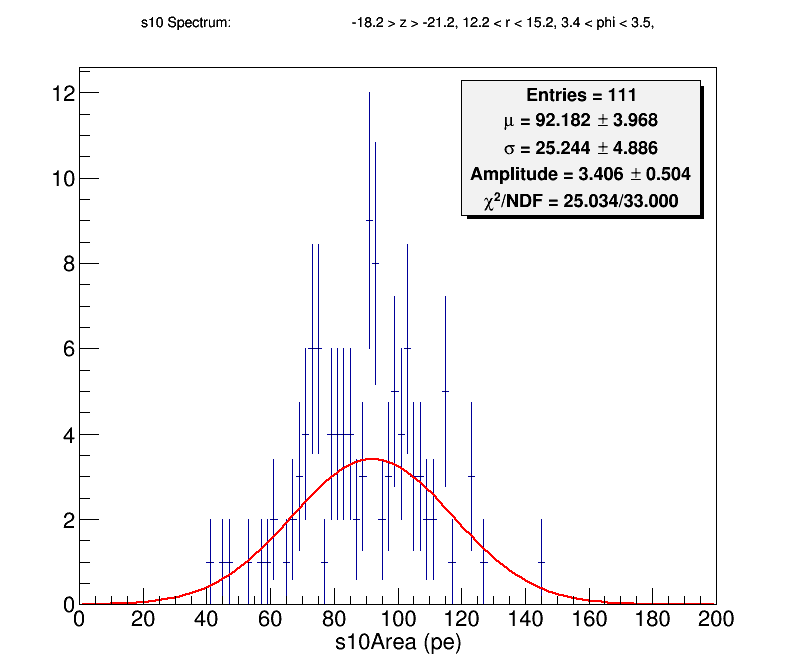 s10 Spectrum: -18.2 > z > -21.2, 12.2 < r < 15.2, 3.4 < phi < 3.5,
Entries = 111
μ = 92.182 ± 3.968
σ = 25.244 ± 4.886
Amplitude = 3.406 ± 0.504
χ²/NDF = 25.034/33.000
12
10
8
6
4
2
0
0 20 40 60 80 100 120 140 160 180 200
s10Area (pe)